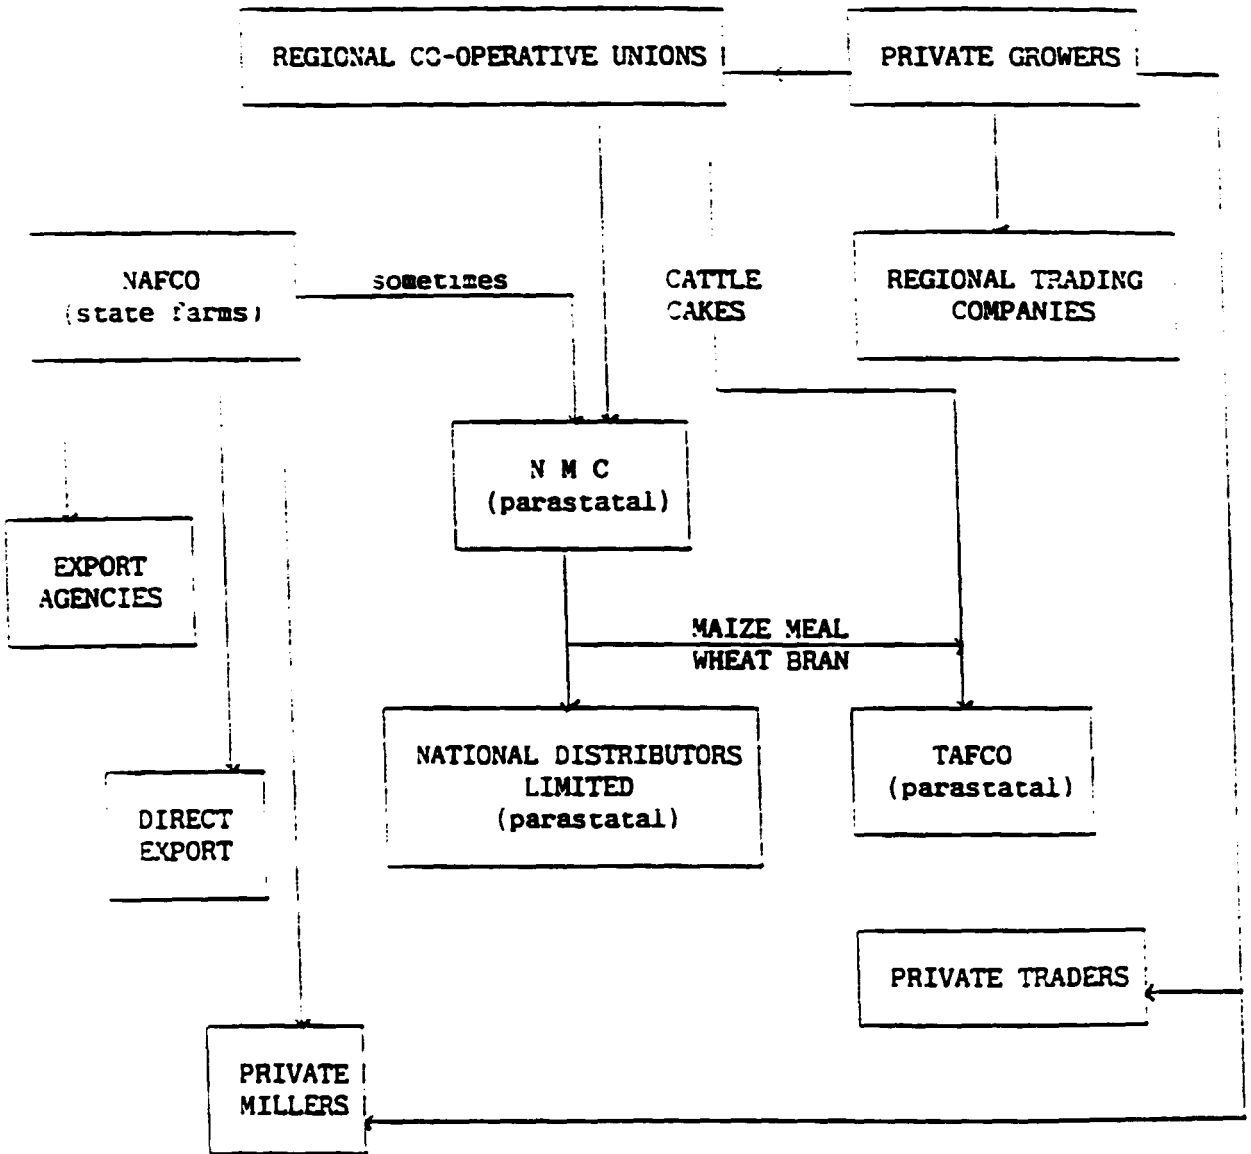 REGIONAL CO-OPERATIVE UNIONS
PRIVATE GROWERS
NAFCO
(state farms)
sometimes
CATTLE
CAKES
REGIONAL TRADING
COMPANIES
N M C
(parastatal)
EXPORT
AGENCIES
MAIZE MEAL
WHEAT BRAN
NATIONAL DISTRIBUTORS
LIMITED
(parastatal)
TAFCO
(parastatal)
DIRECT
EXPORT
PRIVATE TRADERS
PRIVATE
MILLERS